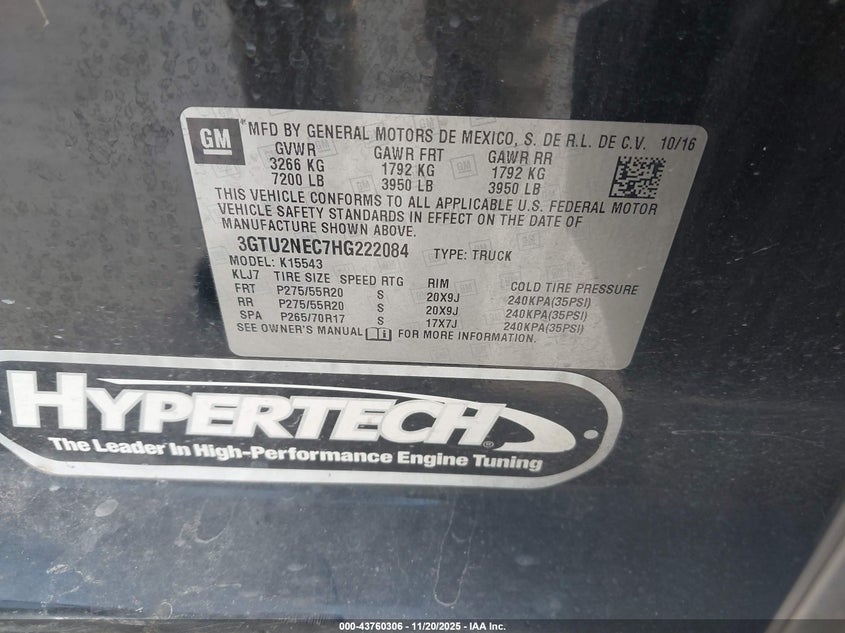 GM
MFD BY GENERAL MOTORS DE MEXICO, S. DE R.L. DE C.V. 10/16
GVWR GAWR FRT GAWR RR
3266 KG 1792 KG 1792 KG
7200 LB 3950 LB 3950 LB
THIS VEHICLE CONFORMS TO ALL APPLICABLE U.S. FEDERAL MOTOR
VEHICLE SAFETY STANDARDS IN EFFECT ON THE DATE OF
MANUFACTURE SHOWN ABOVE.
3GTU2NEC7HG222084 TYPE: TRUCK
MODEL: K15543
KLJ7 TIRE SIZE SPEED RTG RIM COLD TIRE PRESSURE
FRT P275/55R20 S 20X9J 240KPA(35PSI)
RR P275/55R20 S 20X9J 240KPA(35PSI)
SPA P265/70R17 S 17X7J 240KPA(35PSI)
SEE OWNER'S MANUAL FOR MORE INFORMATION.
HYPERTECH®
The Leader In High-Performance Engine Tuning
000-43760306 - 11/20/2025 - IAA Inc.